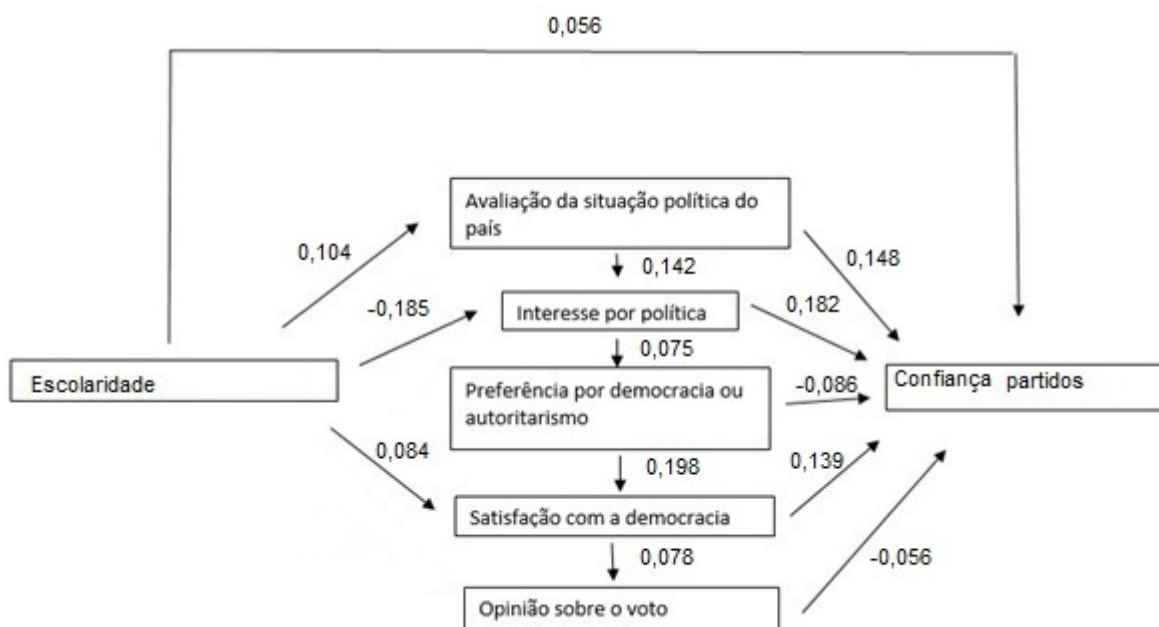 0,056
Avaliação da situação política do
país
0,104
0,142
0,148
-0,185
Interesse por política
0,182
0,075
Escolaridade
Preferência por democracia ou
autoritarismo
-0,086
Confiança partidos
0,084
0,198
0,139
Satisfação com a democracia
0,078
-0,056
Opinião sobre o voto